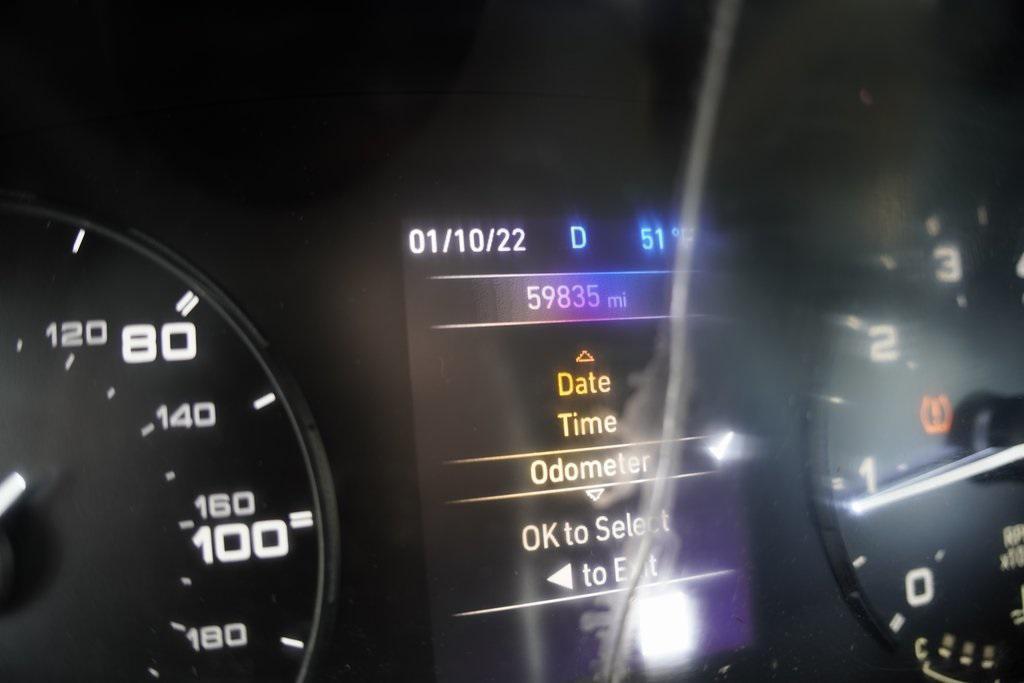 01/10/22 D 51 °
59835 mi
Date
Time
Odometer
OK to Select
to Exit
120 80
140
160
100
180
3
2
1
0
C